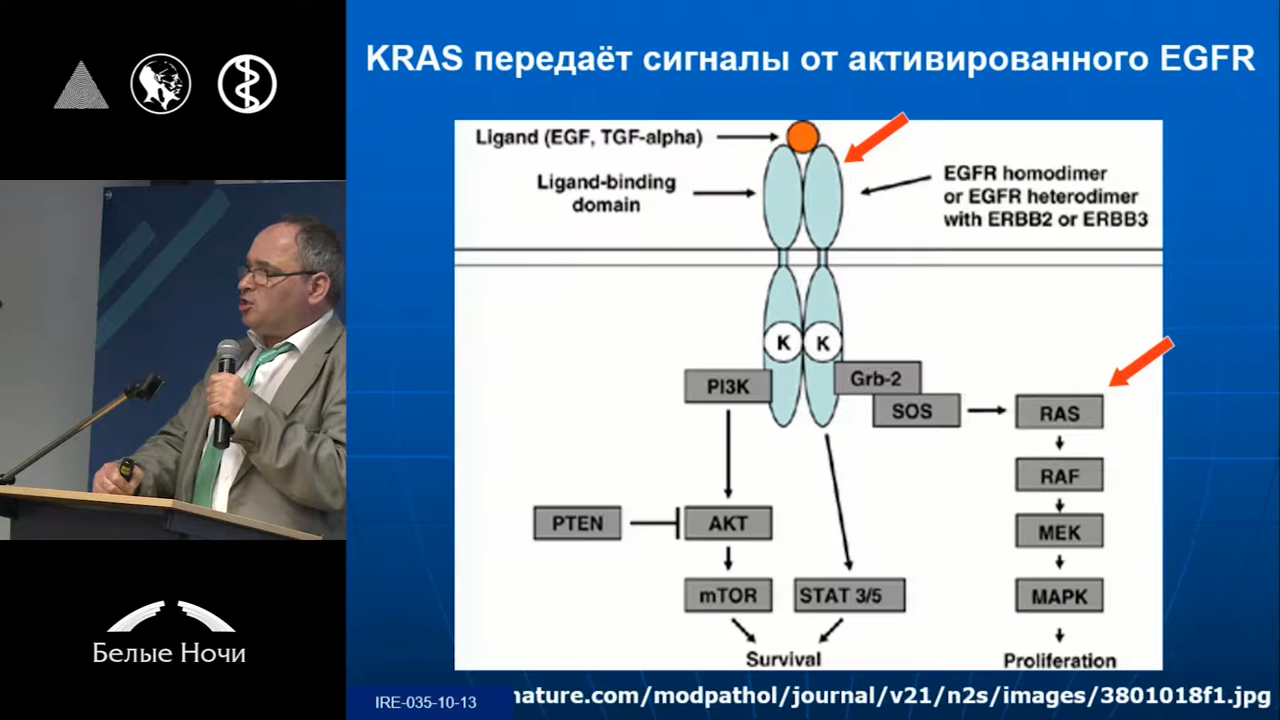 KRAS передаёт сигналы от активированного EGFR
Ligand (EGF, TGF-alpha)
Ligand-binding
domain
EGFR homodimer
or EGFR heterodimer
with ERBB2 or ERBB3
K
K
PI3K
Grb-2
SOS
RAS
RAF
PTEN
AKT
MEK
mTOR
STAT 3/5
MAPK
Survival
Proliferation
Белые Ночи
IRE-035-10-13
nature.com/modpathol/journal/v21/n2s/images/3801018f1.jpg